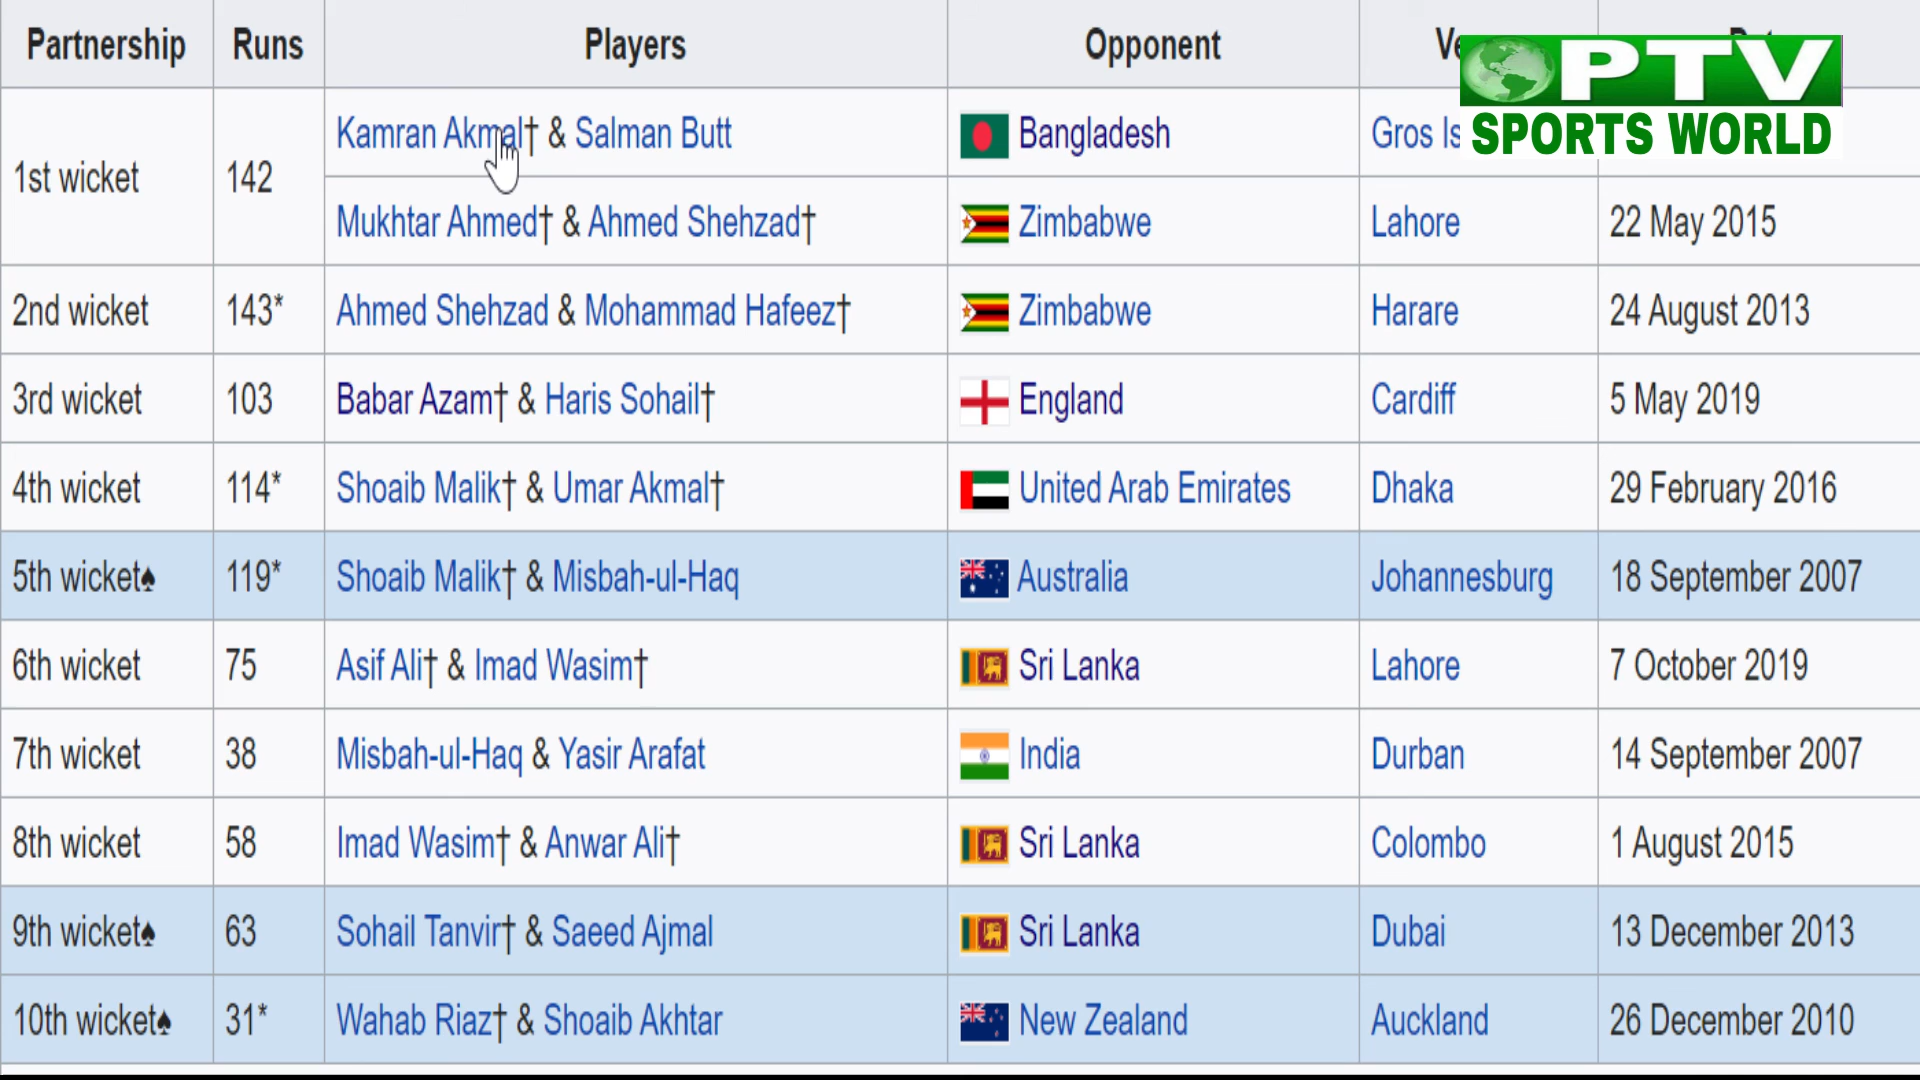 Partnership Runs Players Opponent
PTV
SPORTS WORLD
1st wicket 142 Kamran Akmal† & Salman Butt Bangladesh Gros Is
Mukhtar Ahmed† & Ahmed Shehzad† Zimbabwe Lahore 22 May 2015
2nd wicket 143* Ahmed Shehzad & Mohammad Hafeez† Zimbabwe Harare 24 August 2013
3rd wicket 103 Babar Azam† & Haris Sohail† England Cardiff 5 May 2019
4th wicket 114* Shoaib Malik† & Umar Akmal† United Arab Emirates Dhaka 29 February 2016
5th wicket♠ 119* Shoaib Malik† & Misbah-ul-Haq Australia Johannesburg 18 September 2007
6th wicket 75 Asif Ali† & Imad Wasim† Sri Lanka Lahore 7 October 2019
7th wicket 38 Misbah-ul-Haq & Yasir Arafat India Durban 14 September 2007
8th wicket 58 Imad Wasim† & Anwar Ali† Sri Lanka Colombo 1 August 2015
9th wicket♠ 63 Sohail Tanvir† & Saeed Ajmal Sri Lanka Dubai 13 December 2013
10th wicket♠ 31* Wahab Riaz† & Shoaib Akhtar New Zealand Auckland 26 December 2010